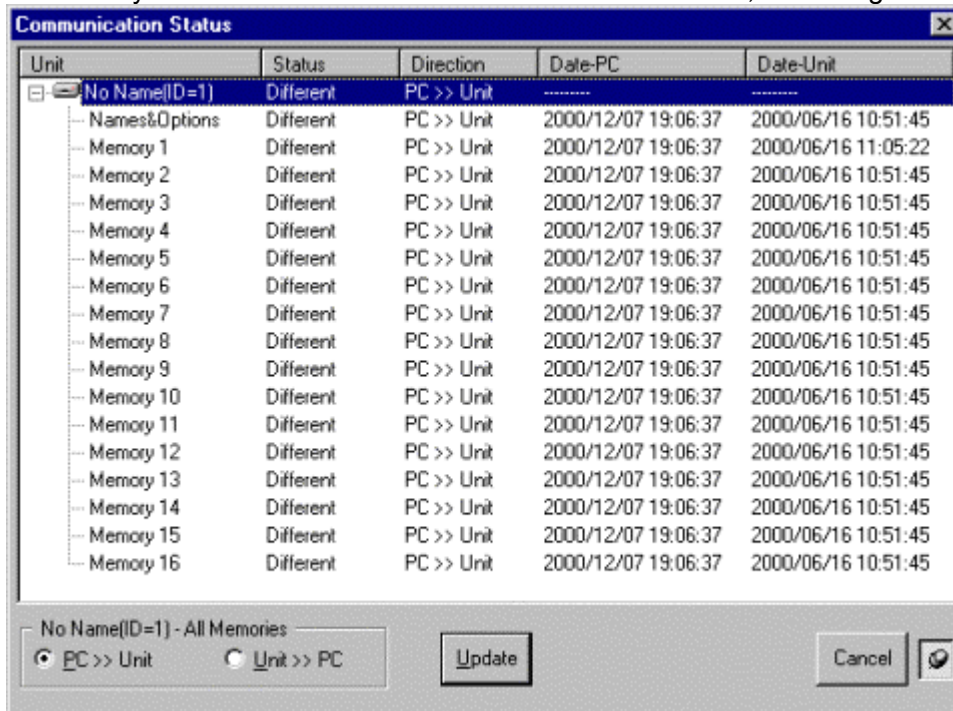 Communication Status
Unit Status Direction Date-PC Date-Unit
No Name(ID=1) Different PC >> Unit --------- ---------
Names&Options Different PC >> Unit 2000/12/07 19:06:37 2000/06/16 10:51:45
Memory 1 Different PC >> Unit 2000/12/07 19:06:37 2000/06/16 11:05:22
Memory 2 Different PC >> Unit 2000/12/07 19:06:37 2000/06/16 10:51:45
Memory 3 Different PC >> Unit 2000/12/07 19:06:37 2000/06/16 10:51:45
Memory 4 Different PC >> Unit 2000/12/07 19:06:37 2000/06/16 10:51:45
Memory 5 Different PC >> Unit 2000/12/07 19:06:37 2000/06/16 10:51:45
Memory 6 Different PC >> Unit 2000/12/07 19:06:37 2000/06/16 10:51:45
Memory 7 Different PC >> Unit 2000/12/07 19:06:37 2000/06/16 10:51:45
Memory 8 Different PC >> Unit 2000/12/07 19:06:37 2000/06/16 10:51:45
Memory 9 Different PC >> Unit 2000/12/07 19:06:37 2000/06/16 10:51:45
Memory 10 Different PC >> Unit 2000/12/07 19:06:37 2000/06/16 10:51:45
Memory 11 Different PC >> Unit 2000/12/07 19:06:37 2000/06/16 10:51:45
Memory 12 Different PC >> Unit 2000/12/07 19:06:37 2000/06/16 10:51:45
Memory 13 Different PC >> Unit 2000/12/07 19:06:37 2000/06/16 10:51:45
Memory 14 Different PC >> Unit 2000/12/07 19:06:37 2000/06/16 10:51:45
Memory 15 Different PC >> Unit 2000/12/07 19:06:37 2000/06/16 10:51:45
Memory 16 Different PC >> Unit 2000/12/07 19:06:37 2000/06/16 10:51:45
No Name(ID=1) - All Memories
PC >> Unit Unit >> PC Update Cancel